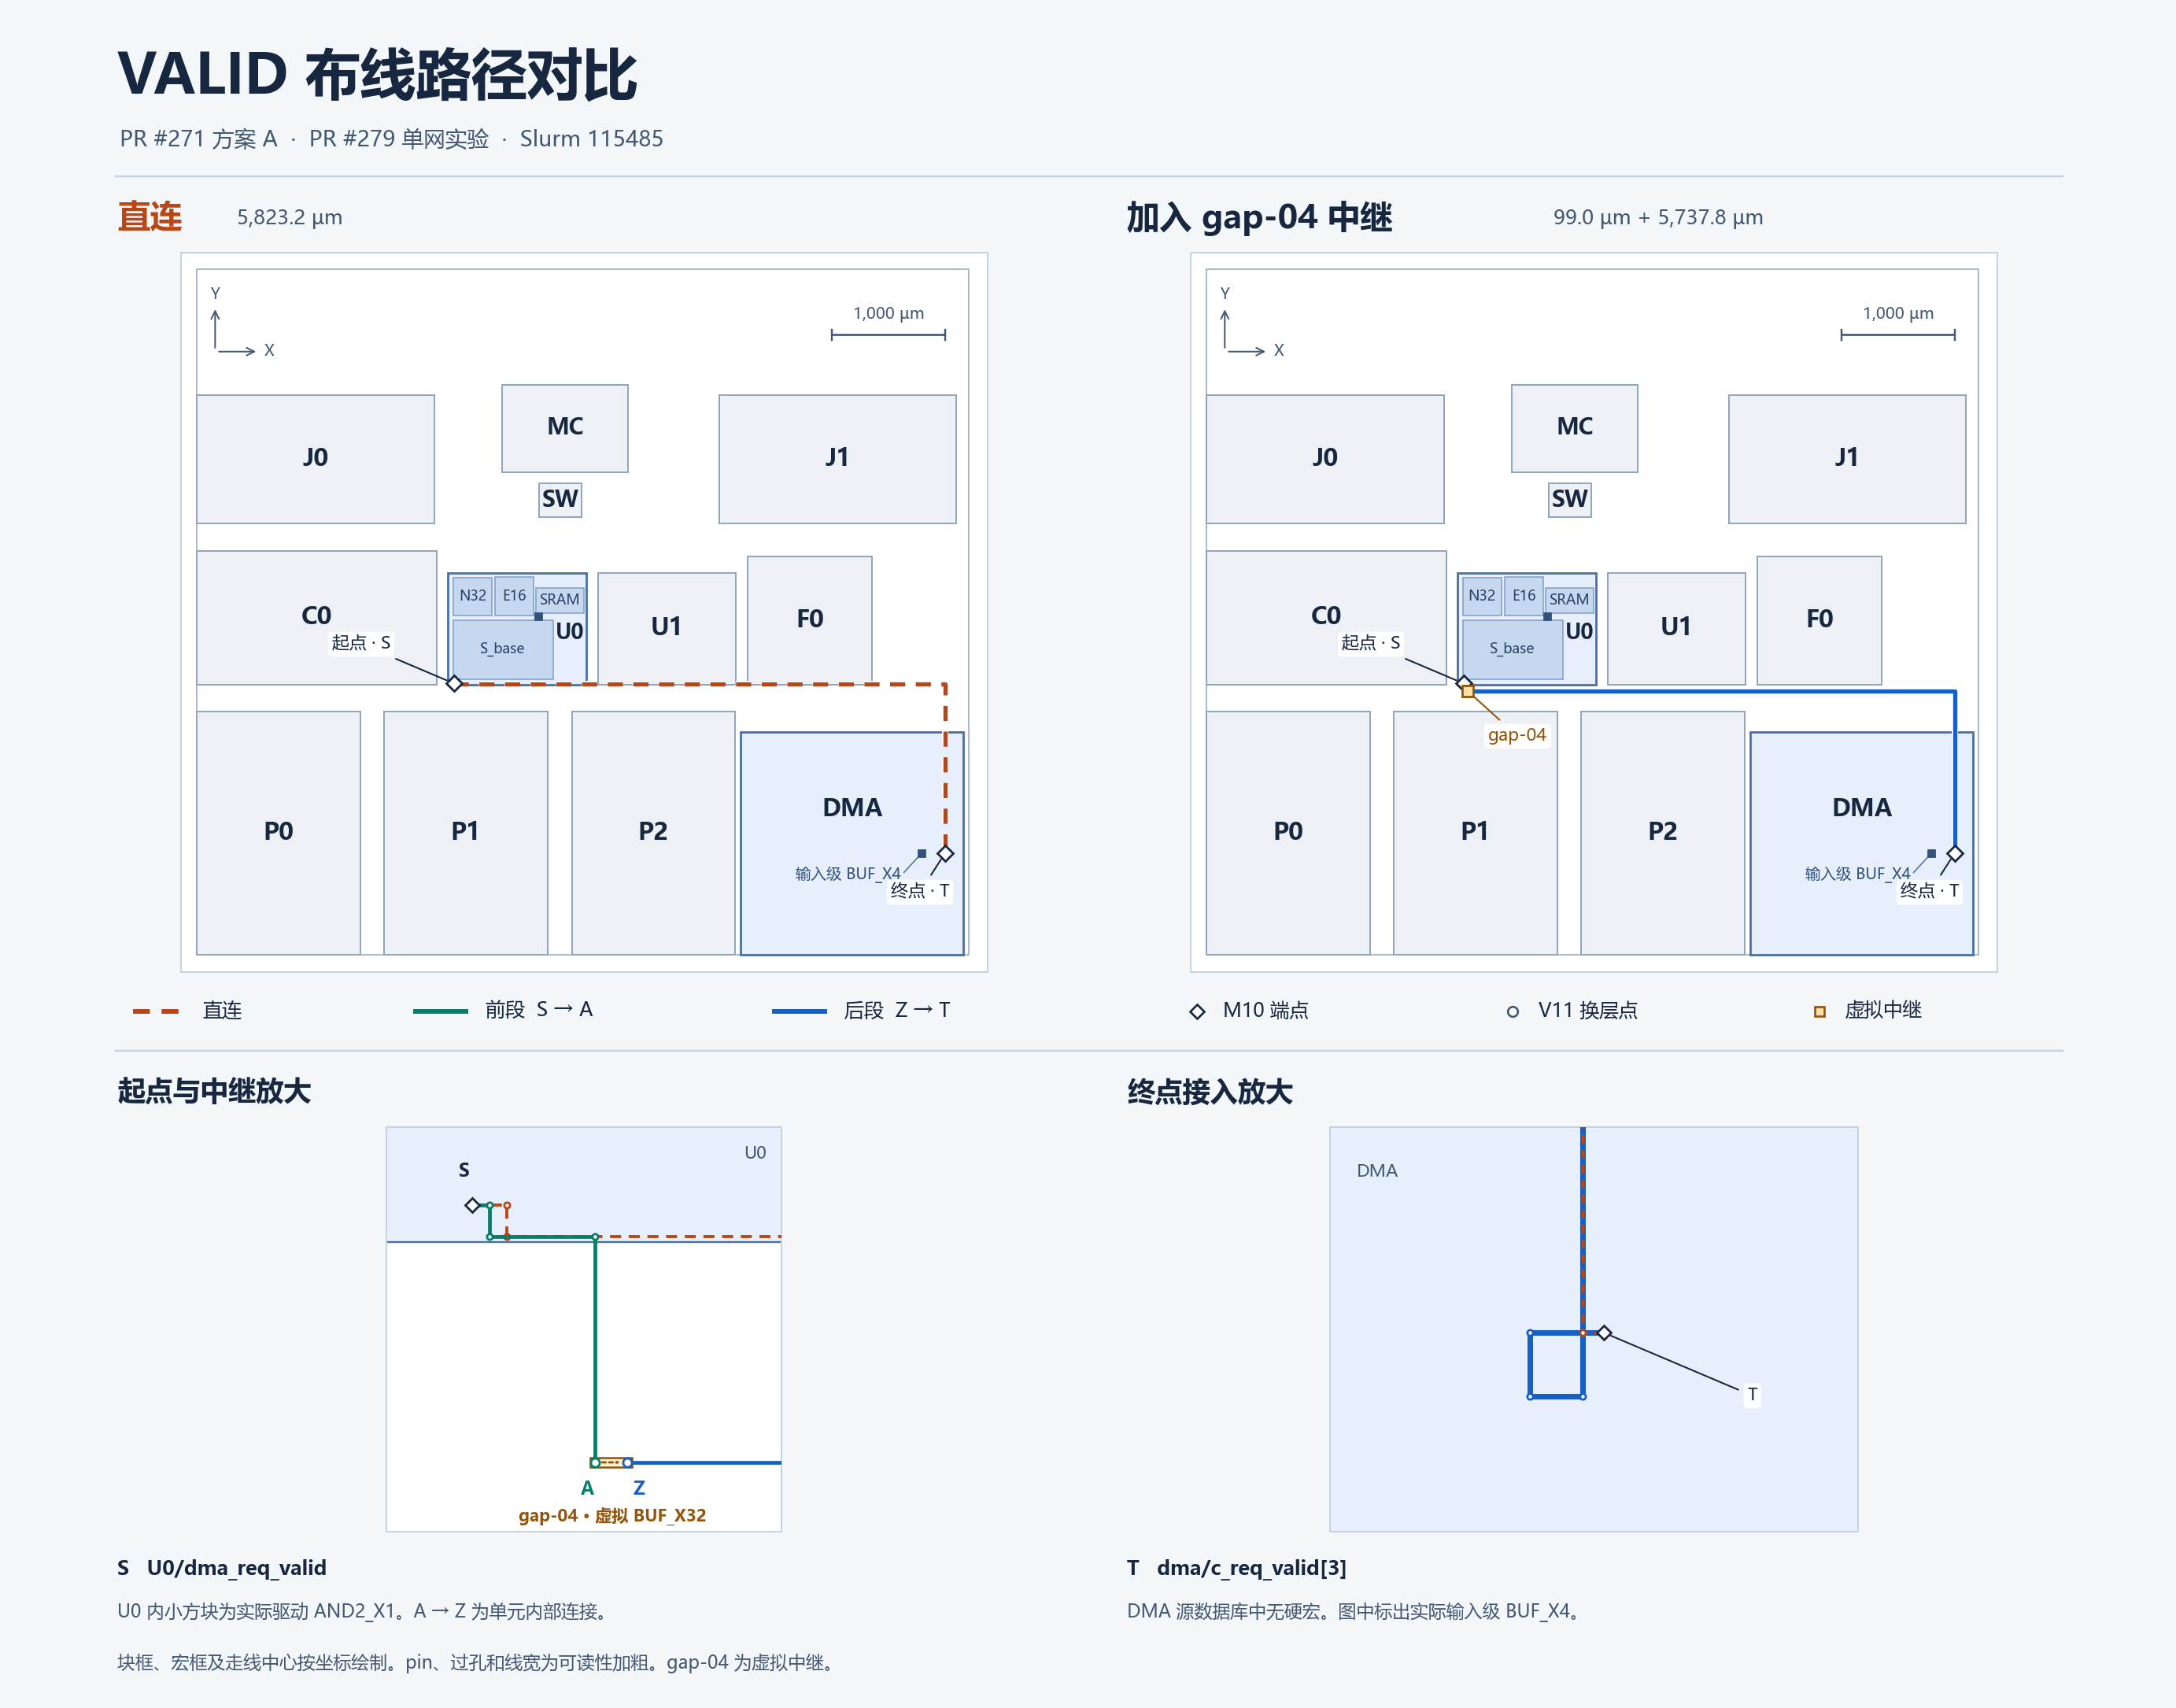 VALID 布线路径对比
PR #271 方案 A · PR #279 单网实验 · Slurm 115485
直连 5,823.2 μm
加入 gap-04 中继 99.0 μm + 5,737.8 μm
Y
X
1,000 μm
MC
J0
J1
SW
C0
N32
E16
SRAM
U0
S_base
U1
F0
起点 · S
P0
P1
P2
DMA
输入级 BUF_X4
终点 · T
Y
X
1,000 μm
MC
J0
J1
SW
C0
N32
E16
SRAM
U0
S_base
U1
F0
起点 · S
gap-04
P0
P1
P2
DMA
输入级 BUF_X4
终点 · T
直连
前段 S → A
后段 Z → T
M10 端点
V11 换层点
虚拟中继
起点与中继放大
U0
S
A
Z
gap-04 • 虚拟 BUF_X32
终点接入放大
DMA
T
S U0/dma_req_valid
U0 内小方块为实际驱动 AND2_X1。A → Z 为单元内部连接。
T dma/c_req_valid[3]
DMA 源数据库中无硬宏。图中标出实际输入级 BUF_X4。
块框、宏框及走线中心按坐标绘制。pin、过孔和线宽为可读性加粗。gap-04 为虚拟中继。